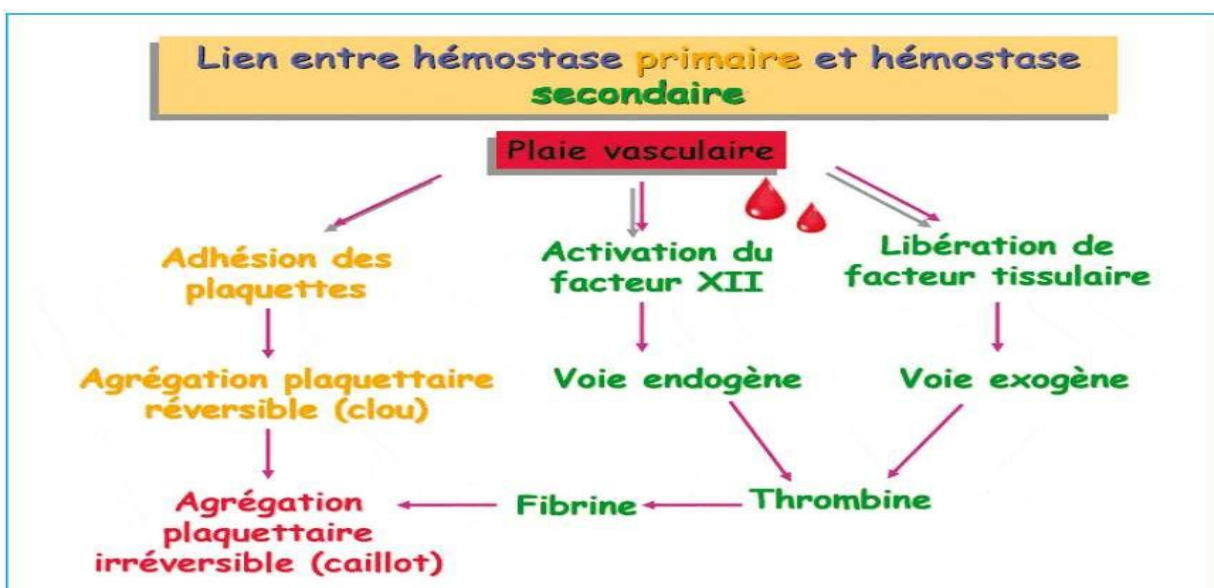 Lien entre hémostase primaire et hémostase
secondaire
Plaie vasculaire
Adhésion des
plaquettes
Activation du
facteur XII
Libération de
facteur tissulaire
Agrégation plaquettaire
réversible (clou)
Voie endogène
Voie exogène
Agrégation
plaquettaire
irréversible (caillot)
Fibrine
Thrombine